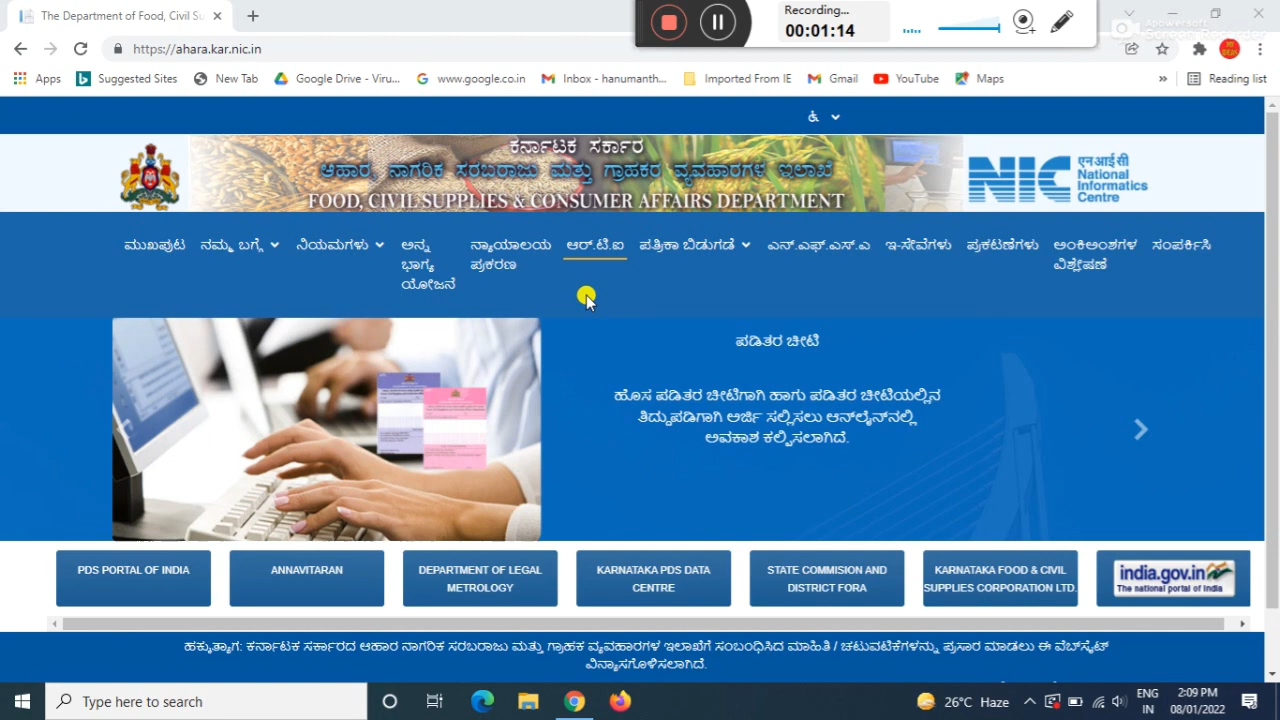 The Department of Food, Civil Su
Recording...
00:01:14
Apowersoft
Screen Recorder
https://ahara.kar.nic.in
Apps
Suggested Sites
New Tab
Google Drive - Viru...
www.google.co.in
Inbox - hanumanth...
Imported From IE
Gmail
YouTube
Maps
»
Reading list
ಕರ್ನಾಟಕ ಸರ್ಕಾರ
ಆಹಾರ, ನಾಗರಿಕ ಸರಬರಾಜು ಮತ್ತು ಗ್ರಾಹಕರ ವ್ಯವಹಾರಗಳ ಇಲಾಖೆ
FOOD, CIVIL SUPPLIES & CONSUMER AFFAIRS DEPARTMENT
NIC
एन आई सी
National
Informatics
Centre
ಮುಖಪುಟ
ನಮ್ಮ ಬಗ್ಗೆ
ನಿಯಮಗಳು
ಅನ್ನ
ಭಾಗ್ಯ
ಯೋಜನೆ
ನ್ಯಾಯಾಲಯ
ಪ್ರಕರಣ
ಆರ್.ಟಿ.ಐ
ಪತ್ರಿಕಾ ಬಿಡುಗಡೆ
ಎನ್.ಎಫ್.ಎಸ್.ಎ
ಇ-ಸೇವೆಗಳು
ಪ್ರಕಟಣೆಗಳು
ಅಂಕಿಅಂಶಗಳ
ವಿಶ್ಲೇಷಣೆ
ಸಂಪರ್ಕಿಸಿ
ಪಡಿತರ ಚೀಟಿ
ಹೊಸ ಪಡಿತರ ಚೀಟಿಗಾಗಿ ಹಾಗು ಪಡಿತರ ಚೀಟಿಯಲ್ಲಿನ
ತಿದ್ದುಪಡಿಗಾಗಿ ಅರ್ಜಿ ಸಲ್ಲಿಸಲು ಆನ್‌ಲೈನ್‌ನಲ್ಲಿ
ಅವಕಾಶ ಕಲ್ಪಿಸಲಾಗಿದೆ.
PDS PORTAL OF INDIA
ANNAVITARAN
DEPARTMENT OF LEGAL
METROLOGY
KARNATAKA PDS DATA
CENTRE
STATE COMMISION AND
DISTRICT FORA
KARNATAKA FOOD & CIVIL
SUPPLIES CORPORATION LTD.
india.gov.in
The national portal of India
ಹಕ್ಕುತ್ಯಾಗ: ಕರ್ನಾಟಕ ಸರ್ಕಾರದ ಆಹಾರ ನಾಗರಿಕ ಸರಬರಾಜು ಮತ್ತು ಗ್ರಾಹಕ ವ್ಯವಹಾರಗಳ ಇಲಾಖೆಗೆ ಸಂಬಂಧಿಸಿದ ಮಾಹಿತಿ / ಚಟುವಟಿಕೆಗಳನ್ನು ಪ್ರಸಾರ ಮಾಡಲು ಈ ವೆಬ್‌ಸೈಟ್
ವಿನ್ಯಾಸಗೊಳಿಸಲಾಗಿದೆ.
Type here to search
26°C Haze
ENG
IN
2:09 PM
08/01/2022